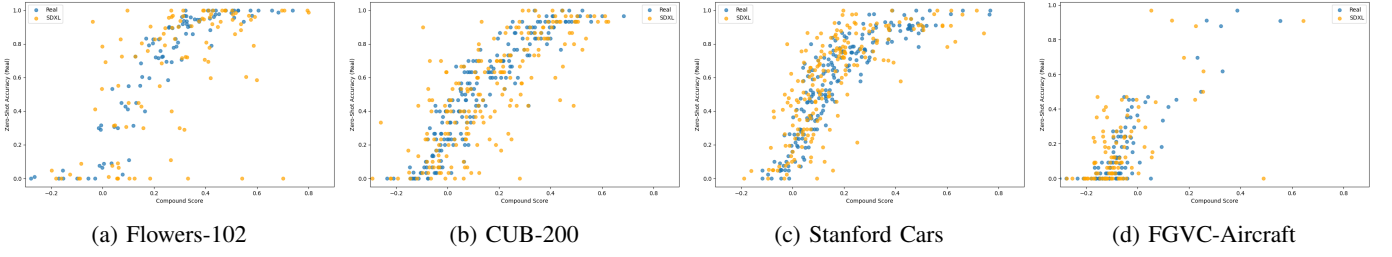 Real
SDXL
1.0
0.8
0.6
0.4
0.2
0.0
Zero-Shot Accuracy (Real)
−0.2 0.0 0.2 0.4 0.6 0.8
Compound Score
(a) Flowers-102
Real
SDXL
1.0
0.8
0.6
0.4
0.2
0.0
Zero-Shot Accuracy (Real)
−0.2 0.0 0.2 0.4 0.6 0.8
Compound Score
(b) CUB-200
Real
SDXL
1.0
0.8
0.6
0.4
0.2
0.0
Zero-Shot Accuracy (Real)
−0.2 0.0 0.2 0.4 0.6 0.8
Compound Score
(c) Stanford Cars
Real
SDXL
1.0
0.8
0.6
0.4
0.2
0.0
Zero-Shot Accuracy (Real)
−0.2 0.0 0.2 0.4 0.6 0.8
Compound Score
(d) FGVC-Aircraft